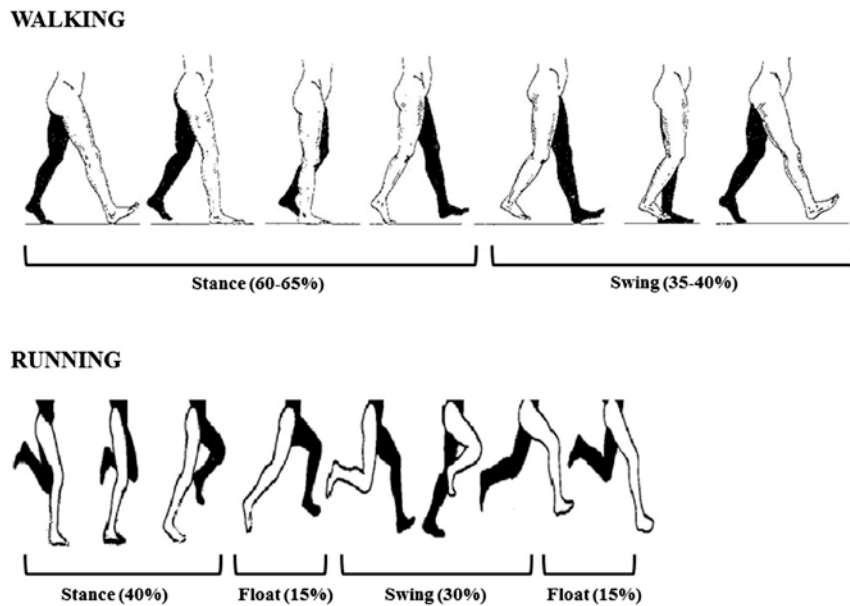 WALKING
Stance (60-65%) Swing (35-40%)
RUNNING
Stance (40%) Float (15%) Swing (30%) Float (15%)